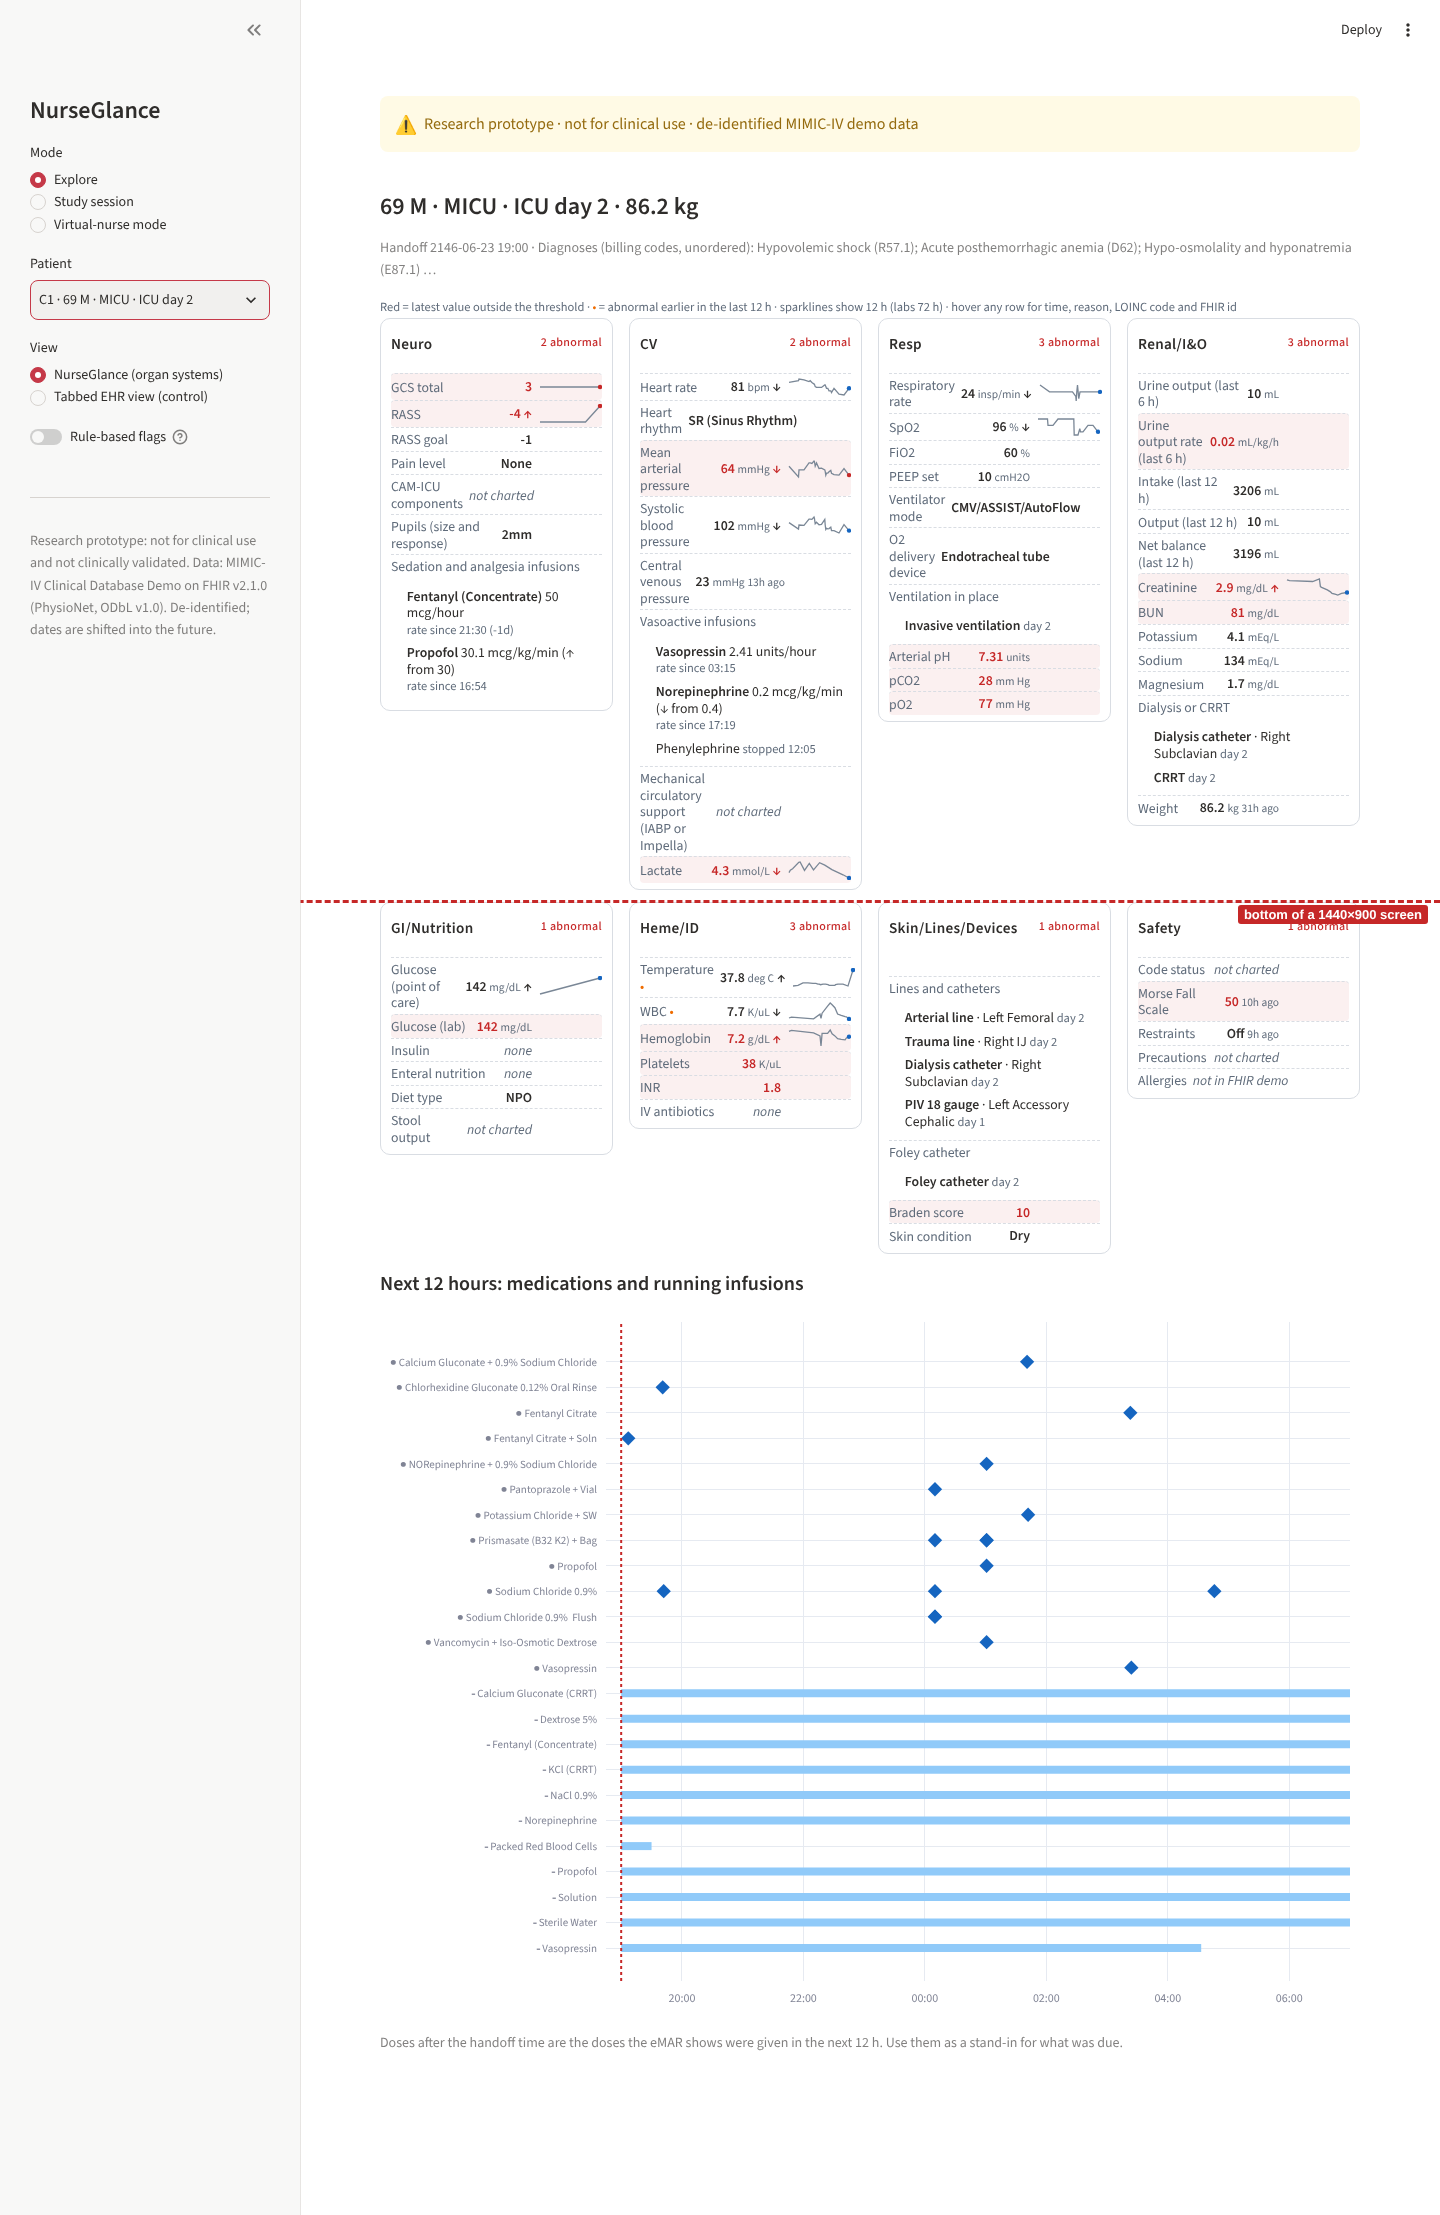 Deploy
NurseGlance
Mode
Explore
Study session
Virtual-nurse mode
Patient
C1 · 69 M · MICU · ICU day 2
View
NurseGlance (organ systems)
Tabbed EHR view (control)
Rule-based flags
Research prototype: not for clinical use
and not clinically validated. Data: MIMIC-
IV Clinical Database Demo on FHIR v2.1.0
(PhysioNet, ODbL v1.0). De-identified;
dates are shifted into the future.
Research prototype · not for clinical use · de-identified MIMIC-IV demo data
69 M · MICU · ICU day 2 · 86.2 kg
Handoff 2146-06-23 19:00 · Diagnoses (billing codes, unordered): Hypovolemic shock (R57.1); Acute posthemorrhagic anemia (D62); Hypo-osmolality and hyponatremia
(E87.1) …
Red = latest value outside the threshold · • = abnormal earlier in the last 12 h · sparklines show 12 h (labs 72 h) · hover any row for time, reason, LOINC code and FHIR id
Neuro 2 abnormal
GCS total 3
RASS -4 ↑
RASS goal -1
Pain level None
CAM-ICU
components not charted
Pupils (size and
response) 2mm
Sedation and analgesia infusions
Fentanyl (Concentrate) 50
mcg/hour
rate since 21:30 (-1d)
Propofol 30.1 mcg/kg/min (↑
from 30)
rate since 16:54
CV 2 abnormal
Heart rate 81 bpm ↓
Heart
rhythm SR (Sinus Rhythm)
Mean
arterial
pressure 64 mmHg ↓
Systolic
blood
pressure 102 mmHg ↓
Central
venous
pressure 23 mmHg 13h ago
Vasoactive infusions
Vasopressin 2.41 units/hour
rate since 03:15
Norepinephrine 0.2 mcg/kg/min
(↓ from 0.4)
rate since 17:19
Phenylephrine stopped 12:05
Mechanical
circulatory
support
(IABP or
Impella) not charted
Lactate 4.3 mmol/L ↓
Resp 3 abnormal
Respiratory
rate 24 insp/min ↓
SpO2 96 % ↓
FiO2 60 %
PEEP set 10 cmH2O
Ventilator
mode CMV/ASSIST/AutoFlow
O2
delivery
device Endotracheal tube
Ventilation in place
Invasive ventilation day 2
Arterial pH 7.31 units
pCO2 28 mm Hg
pO2 77 mm Hg
Renal/I&O 3 abnormal
Urine output (last
6 h) 10 mL
Urine
output rate
(last 6 h) 0.02 mL/kg/h
Intake (last 12
h) 3206 mL
Output (last 12 h) 10 mL
Net balance
(last 12 h) 3196 mL
Creatinine 2.9 mg/dL ↑
BUN 81 mg/dL
Potassium 4.1 mEq/L
Sodium 134 mEq/L
Magnesium 1.7 mg/dL
Dialysis or CRRT
Dialysis catheter · Right
Subclavian day 2
CRRT day 2
Weight 86.2 kg 31h ago
bottom of a 1440×900 screen
GI/Nutrition 1 abnormal
Glucose
(point of
care) 142 mg/dL ↑
Glucose (lab) 142 mg/dL
Insulin none
Enteral nutrition none
Diet type NPO
Stool
output not charted
Heme/ID 3 abnormal
Temperature
• 37.8 deg C ↑
WBC • 7.7 K/uL ↓
Hemoglobin 7.2 g/dL ↑
Platelets 38 K/uL
INR 1.8
IV antibiotics none
Skin/Lines/Devices 1 abnormal
Lines and catheters
Arterial line · Left Femoral day 2
Trauma line · Right IJ day 2
Dialysis catheter · Right
Subclavian day 2
PIV 18 gauge · Left Accessory
Cephalic day 1
Foley catheter
Foley catheter day 2
Braden score 10
Skin condition Dry
Safety 1 abnormal
Code status not charted
Morse Fall
Scale 50 10h ago
Restraints Off 9h ago
Precautions not charted
Allergies not in FHIR demo
Next 12 hours: medications and running infusions
● Calcium Gluconate + 0.9% Sodium Chloride
● Chlorhexidine Gluconate 0.12% Oral Rinse
● Fentanyl Citrate
● Fentanyl Citrate + Soln
● NORepinephrine + 0.9% Sodium Chloride
● Pantoprazole + Vial
● Potassium Chloride + SW
● Prismasate (B32 K2) + Bag
● Propofol
● Sodium Chloride 0.9%
● Sodium Chloride 0.9% Flush
● Vancomycin + Iso-Osmotic Dextrose
● Vasopressin
- Calcium Gluconate (CRRT)
- Dextrose 5%
- Fentanyl (Concentrate)
- KCl (CRRT)
- NaCl 0.9%
- Norepinephrine
- Packed Red Blood Cells
- Propofol
- Solution
- Sterile Water
- Vasopressin
20:00 22:00 00:00 02:00 04:00 06:00
Doses after the handoff time are the doses the eMAR shows were given in the next 12 h. Use them as a stand-in for what was due.